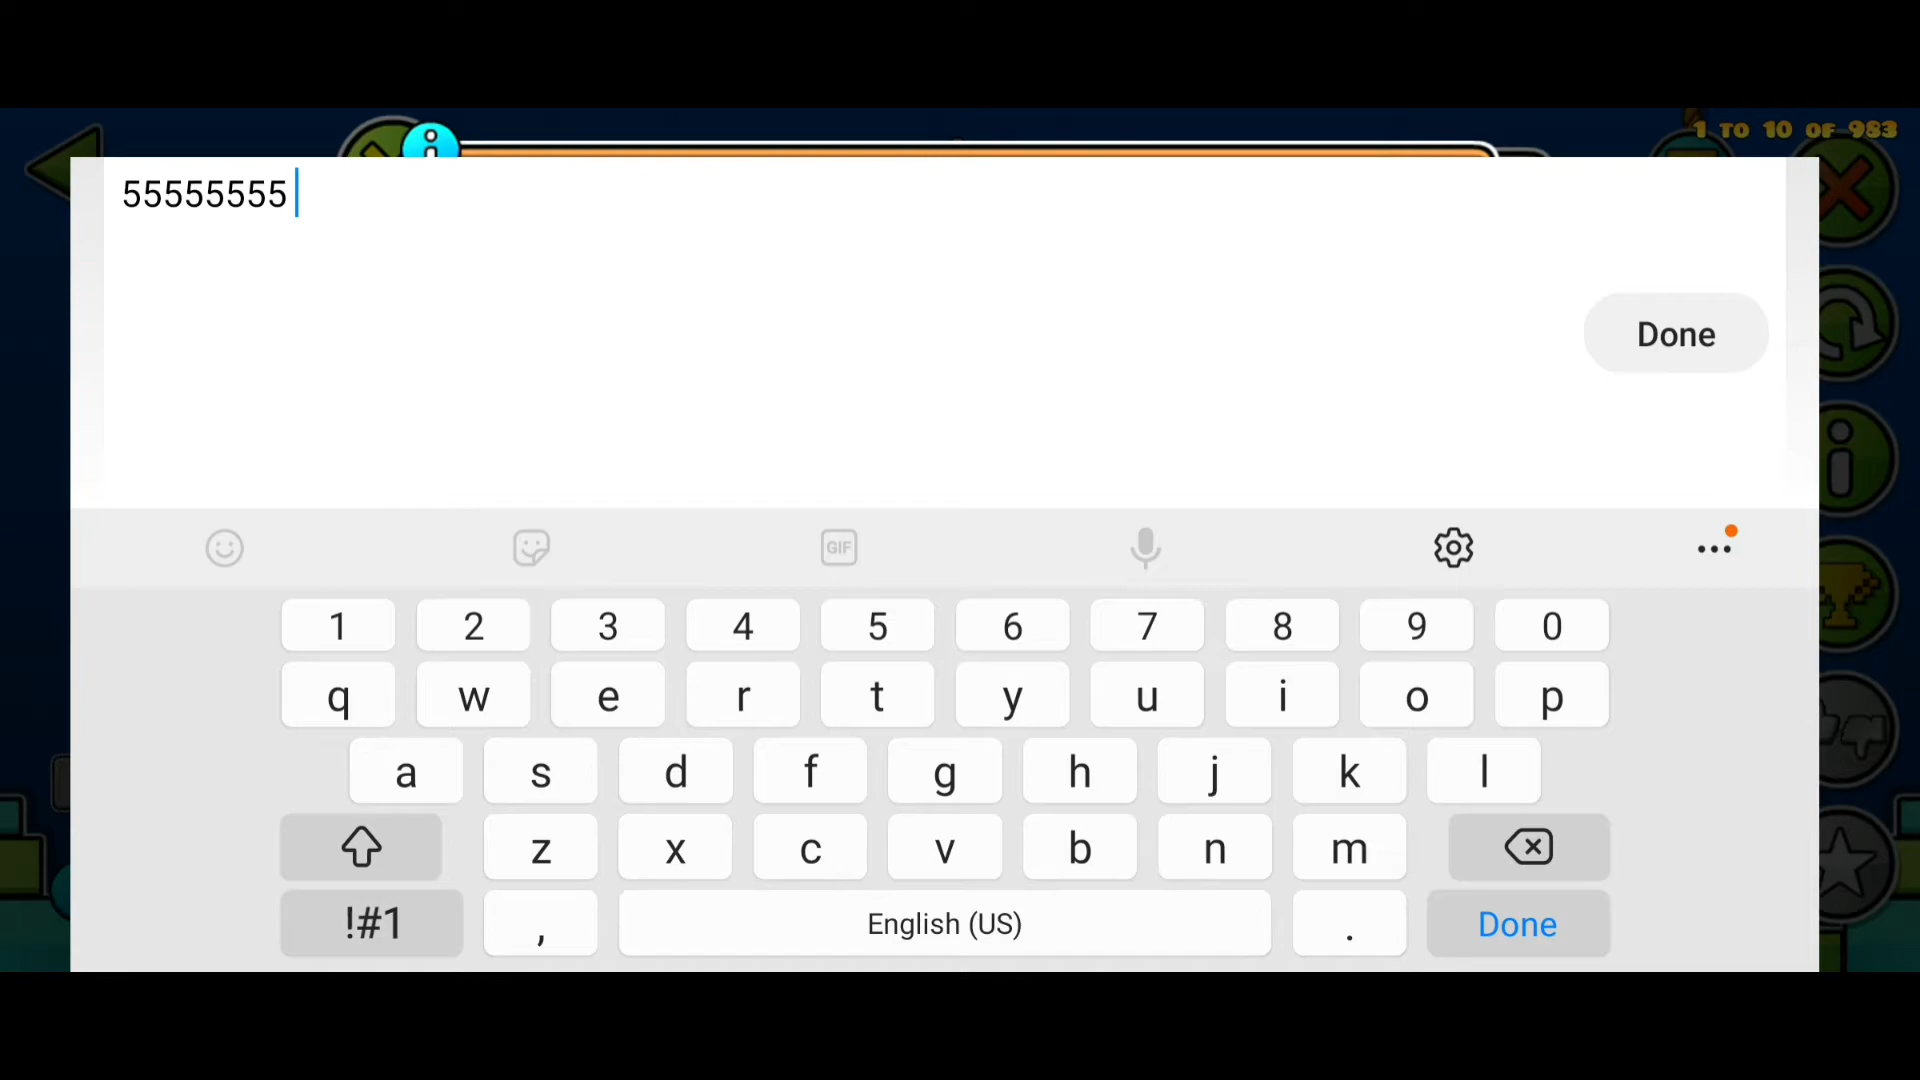 1 TO 10 OF 983
55555555
Done
GIF
1 2 3 4 5 6 7 8 9 0
q w e r t y u i o p
a s d f g h j k l
z x c v b n m
!#1 , English (US) . Done